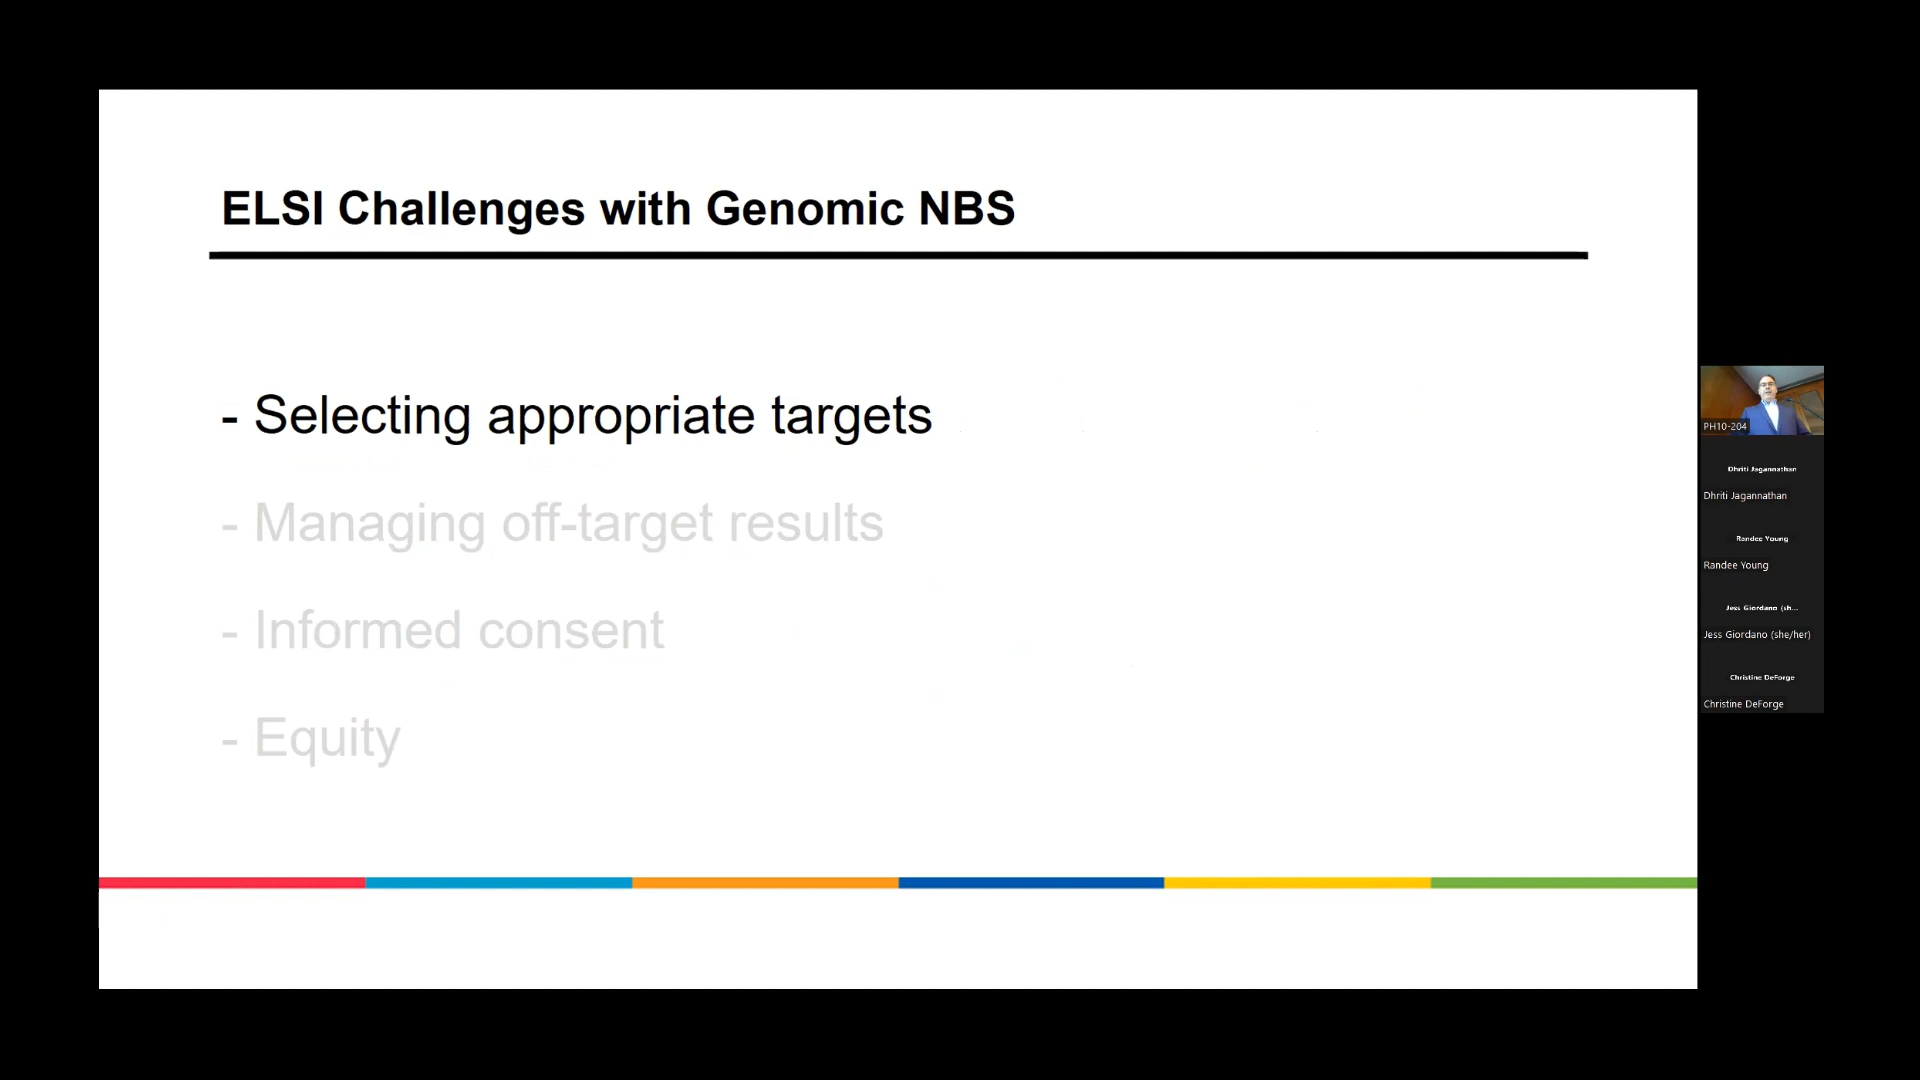 ELSI Challenges with Genomic NBS
- Selecting appropriate targets
- Managing off-target results
- Informed consent
- Equity
PH10-204
Dhriti Jagannathan
Dhriti Jagannathan
Randee Young
Randee Young
Jess Giordano (sh...
Jess Giordano (she/her)
Christine DeForge
Christine DeForge